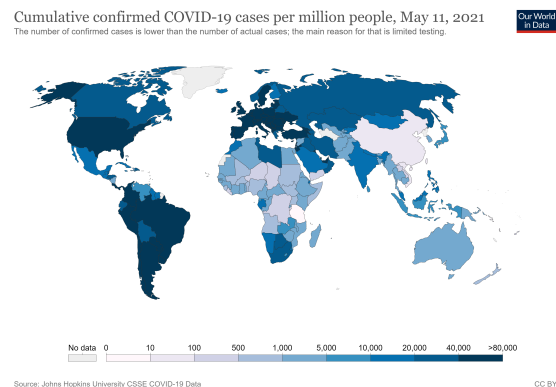 Cumulative confirmed COVID-19 cases per million people, May 11, 2021
Our World
in Data
The number of confirmed cases is lower than the number of actual cases; the main reason for that is limited testing.
No data 0 10 100 500 1,000 5,000 10,000 20,000 40,000 >80,000
Source: Johns Hopkins University CSSE COVID-19 Data
CC BY